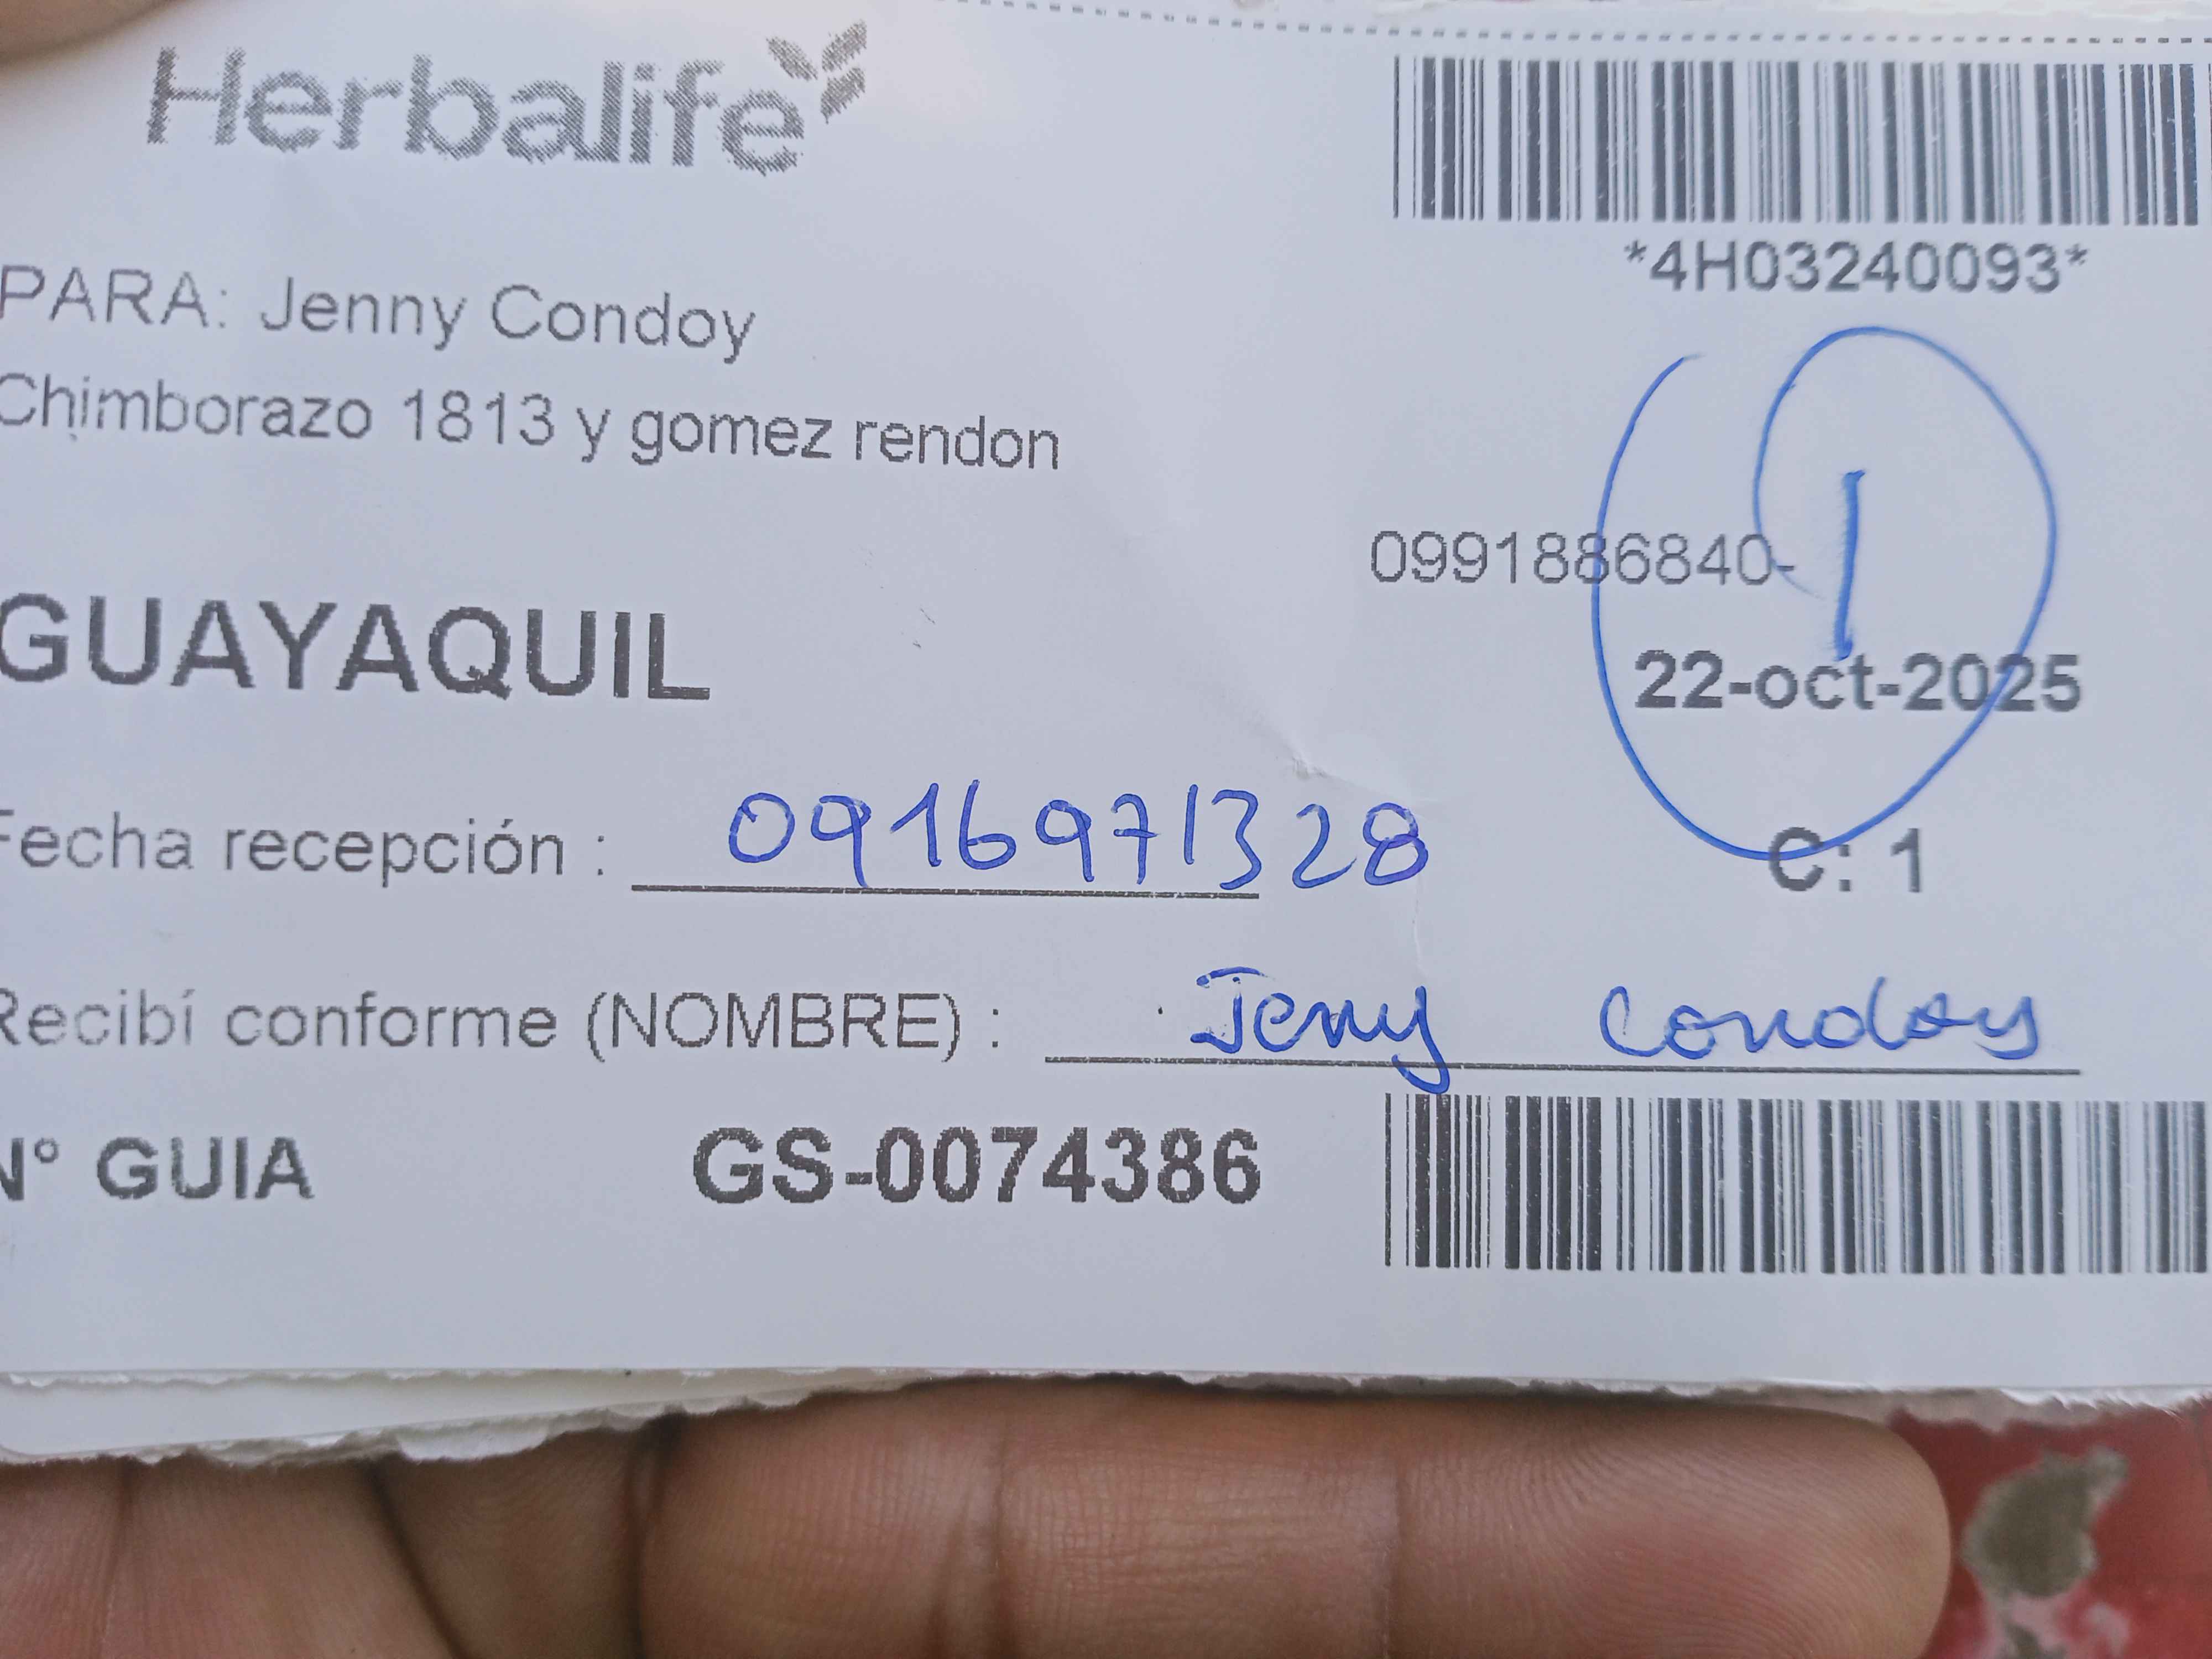 Herbalife
*4H03240093*
PARA: Jenny Condoy
Chimborazo 1813 y gomez rendon
0991886840-
1
GUAYAQUIL
22-oct-2025
Fecha recepción : 0916971328
C: 1
Recibí conforme (NOMBRE) : Jenny Condoy
N° GUIA GS-0074386